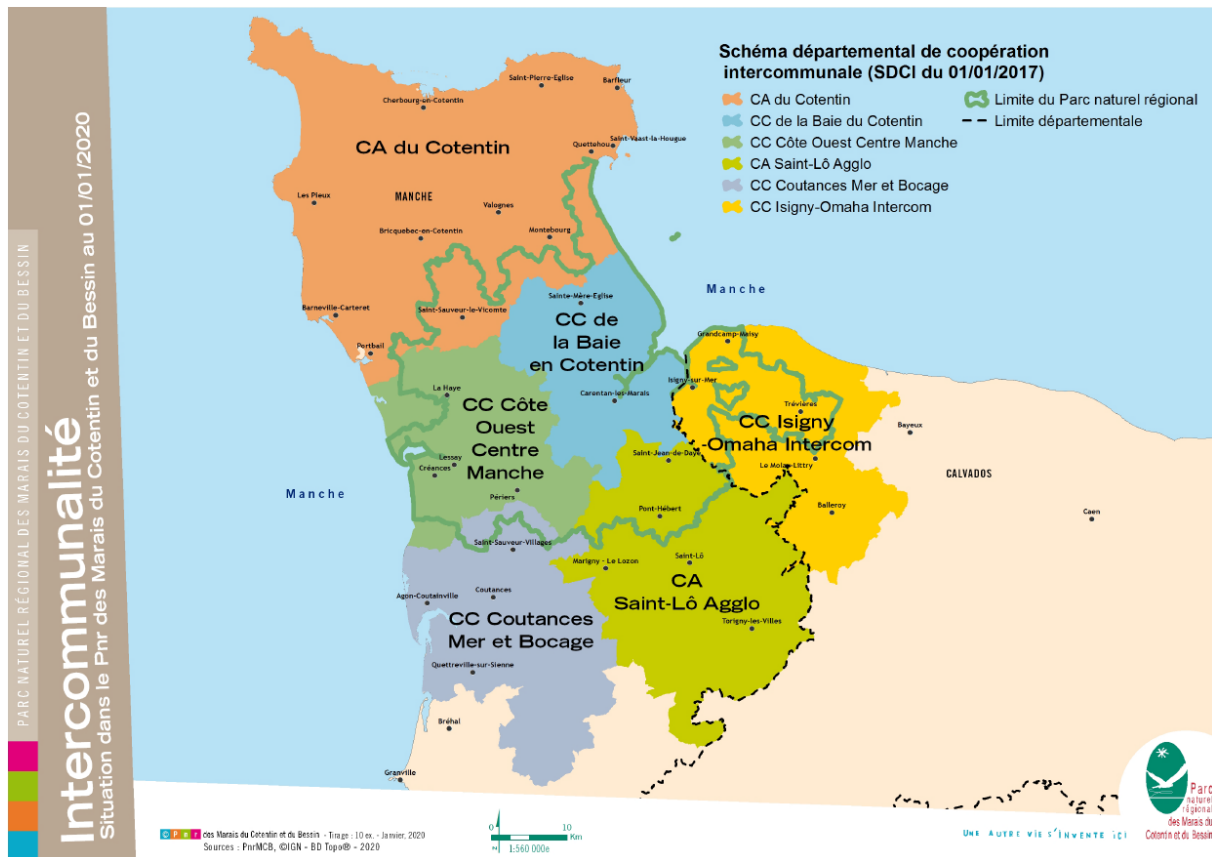 PARC NATUREL RÉGIONAL DES MARAIS DU COTENTIN ET DU BESSIN
Intercommunalité
Situation dans le Pnr des Marais du Cotentin et du Bessin au 01/01/2020
Schéma départemental de coopération
intercommunale (SDCI du 01/01/2017)
CA du Cotentin
CC de la Baie du Cotentin
CC Côte Ouest Centre Manche
CA Saint-Lô Agglo
CC Coutances Mer et Bocage
CC Isigny-Omaha Intercom
Limite du Parc naturel régional
Limite départementale
Saint-Pierre-Eglise
Barfleur
Cherbourg-en-Cotentin
CA du Cotentin
Saint-Vaast-la-Hougue
Quettehou
Les Pieux
MANCHE
Valognes
Bricquebec-en-Cotentin
Montebourg
Manche
Sainte-Mère-Eglise
Barneville-Carteret
Saint-Sauveur-le-Vicomte
CC de
la Baie
en Cotentin
Portbail
Grandcamp-Maisy
La Haye
Isigny-sur-Mer
Carentan-les-Marais
Trévières
CC Côte
Ouest
Centre
Manche
CC Isigny
-Omaha Intercom
Bayeux
Lessay
Créances
Saint-Jean-de-Daye
Le Molay-Littry
CALVADOS
Manche
Périers
Pont-Hébert
Balleroy
Caen
Saint-Sauveur-Villages
Marigny - Le Lozon
Saint-Lô
CA
Saint-Lô Agglo
Agon-Coutainville
Coutances
CC Coutances
Mer et Bocage
Torigny-les-Villes
Quettreville-sur-Sienne
Bréhal
Granville
© P n r des Marais du Cotentin et du Bessin - Tirage : 10 ex. - Janvier, 2020
Sources : PnrMCB, ©IGN - BD Topo® - 2020
0 10
Km
N 1:560 000e
UNE AUTRE VIE S'INVENTE ICI
Parc
naturel
régional
des Marais du
Cotentin et du Bessin